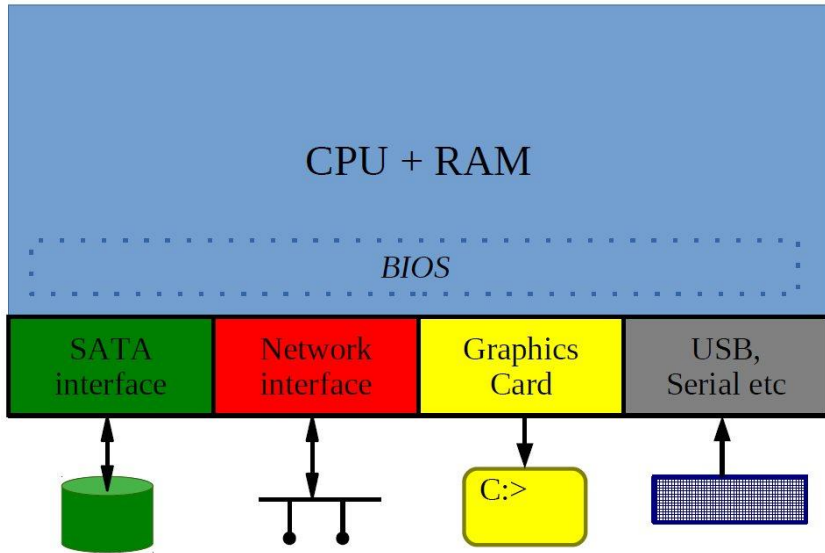 CPU + RAM
BIOS
SATA
interface
Network
interface
Graphics
Card
USB,
Serial etc
C:>